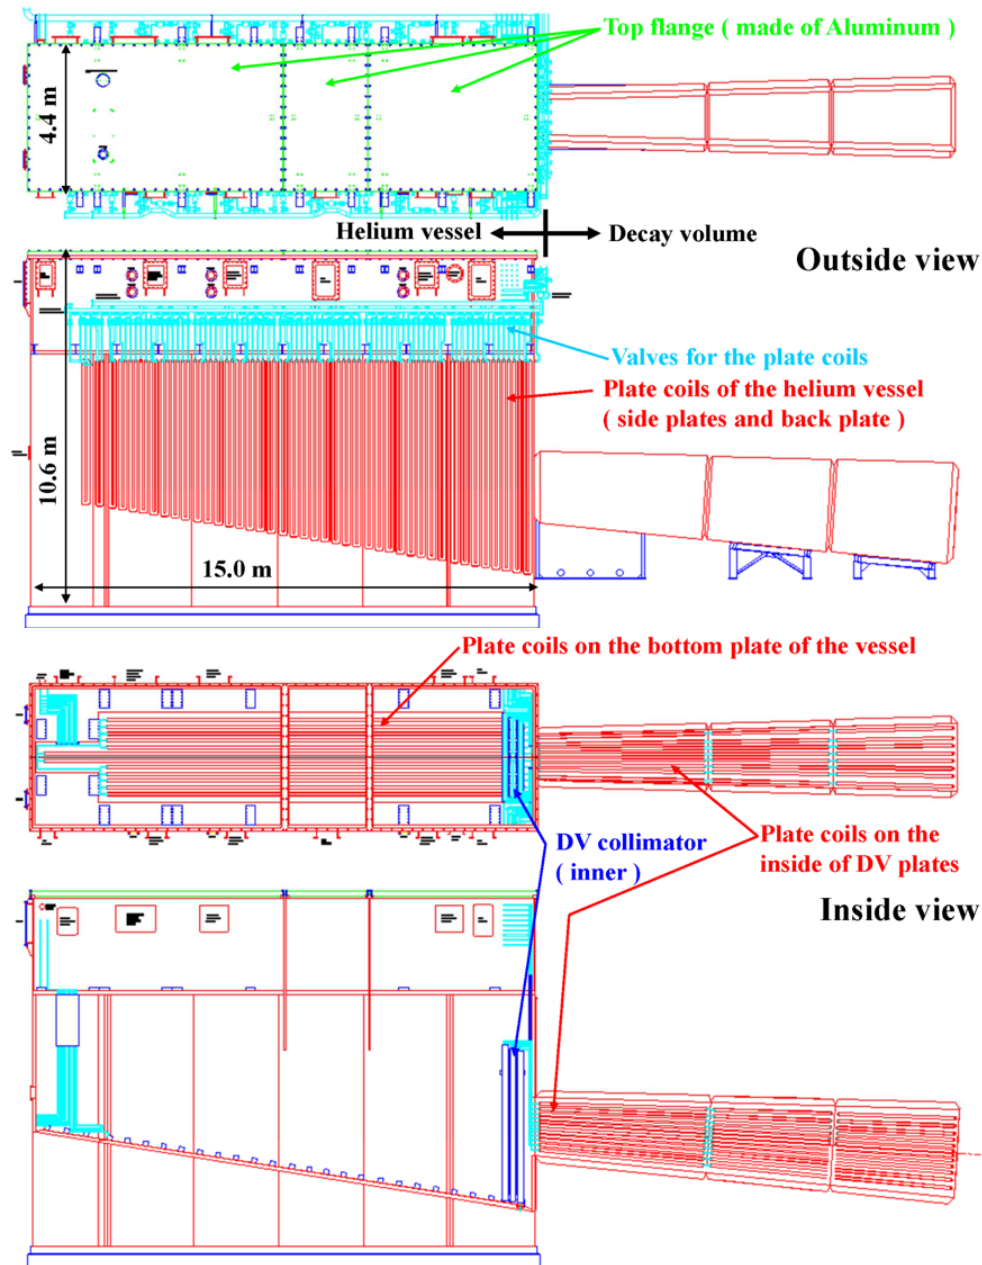 Top flange ( made of Aluminum )
4.4 m
Helium vessel
Decay volume
Outside view
Valves for the plate coils
Plate coils of the helium vessel
( side plates and back plate )
10.6 m
15.0 m
Plate coils on the bottom plate of the vessel
DV collimator
( inner )
Plate coils on the
inside of DV plates
Inside view